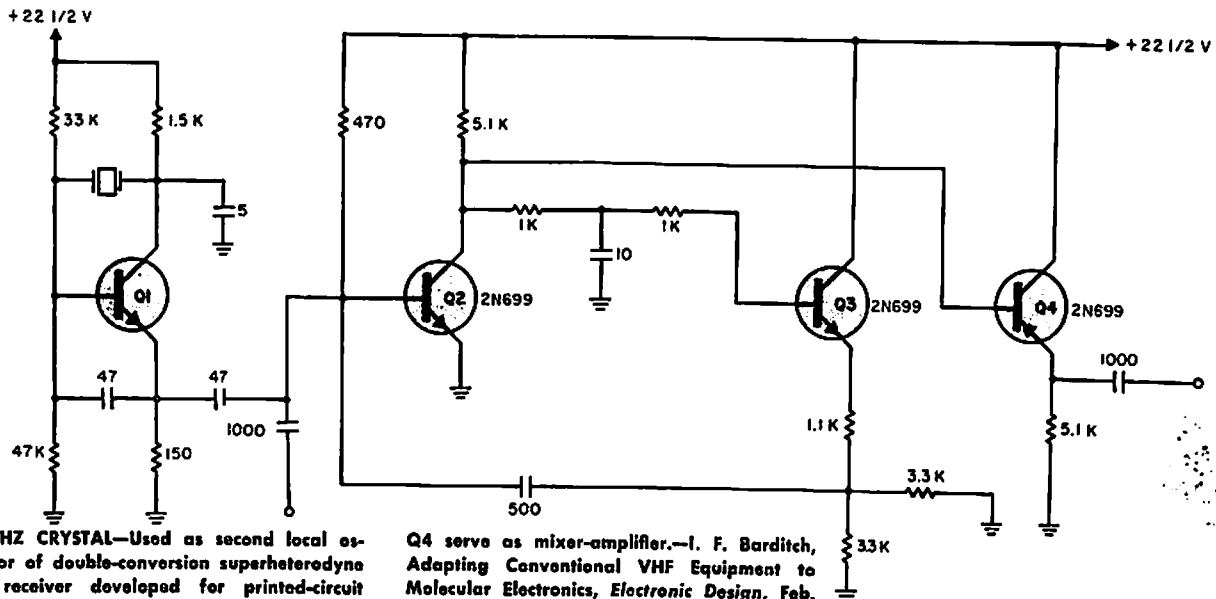 +22 1/2 V
+22 1/2 V
33 K
1.5 K
470
5.1 K
5
1K
1K
10
Q1
Q2
2N699
Q3
2N699
Q4
2N699
47
47
1000
1000
47K
150
1.1 K
5.1 K
3.3 K
500
3.3 K
HZ CRYSTAL—Used as second local os-
or of double-conversion superheterodyne
receiver developed for printed-circuit
Q4 serve as mixer-amplifier.—I. F. Barditch,
Adapting Conventional VHF Equipment to
Molecular Electronics, Electronic Design, Feb.